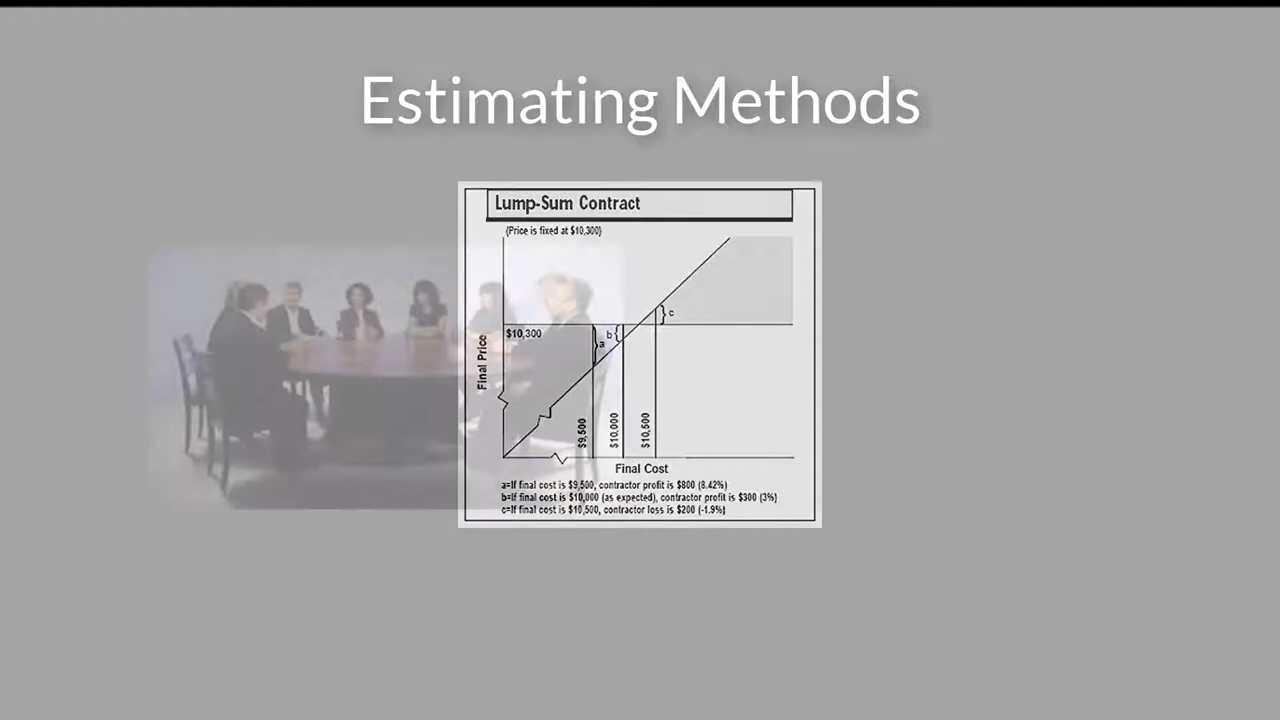 Estimating Methods
Lump-Sum Contract
(Price is fixed at $10,300)
c
$10,300
b
a
Final Price
$9,500
$10,000
$10,500
Final Cost
a=If final cost is $9,500, contractor profit is $800 (8.42%)
b=If final cost is $10,000 (as expected), contractor profit is $300 (3%)
c=If final cost is $10,500, contractor loss is $200 (-1.9%)